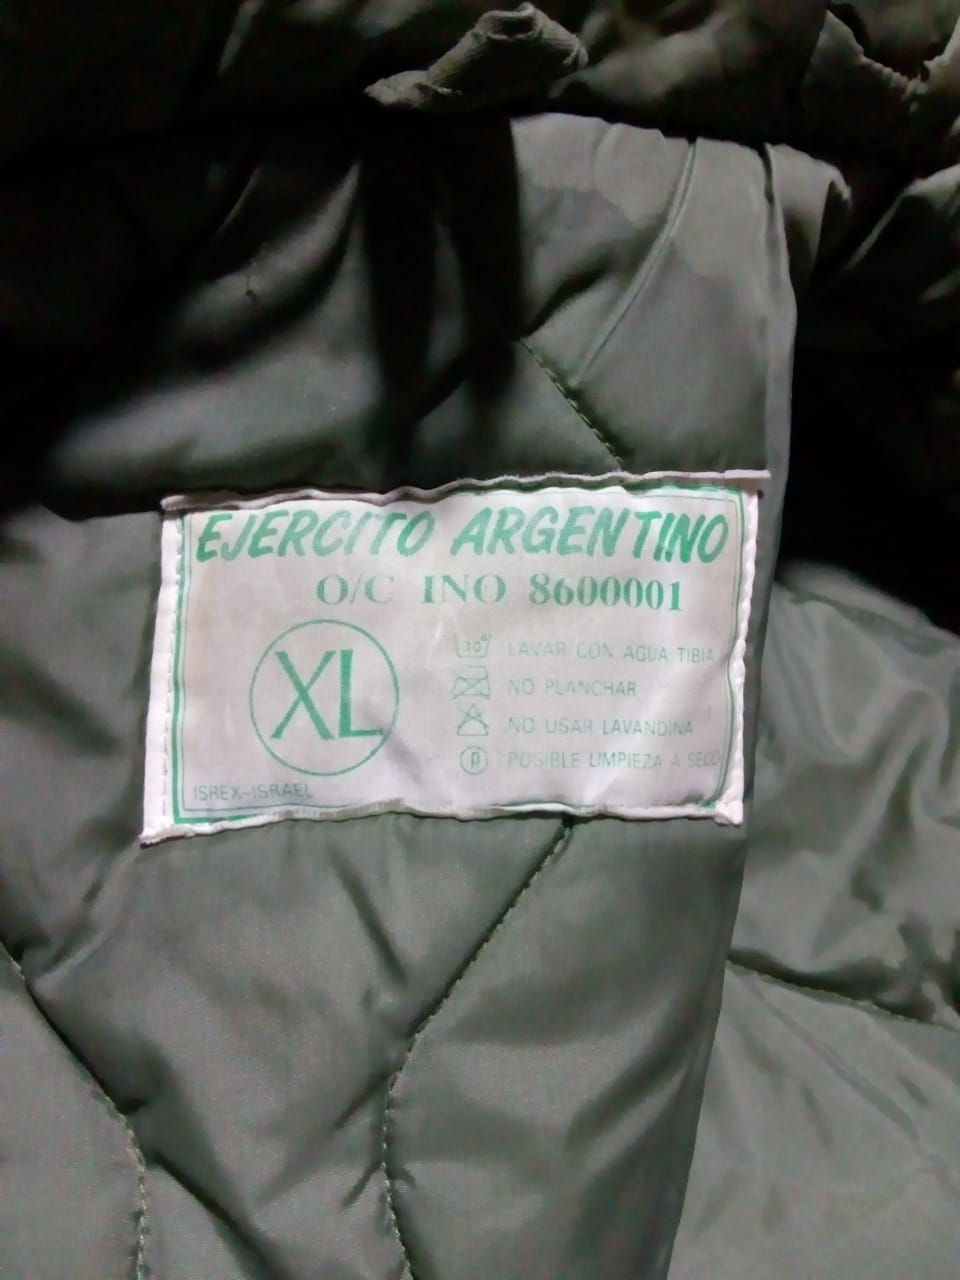 EJERCITO ARGENTINO
O/C INO 8600001
XL
30°
LAVAR CON AGUA TIBIA
NO PLANCHAR
NO USAR LAVANDINA
P
POSIBLE LIMPIEZA A SECO
ISREX-ISRAEL